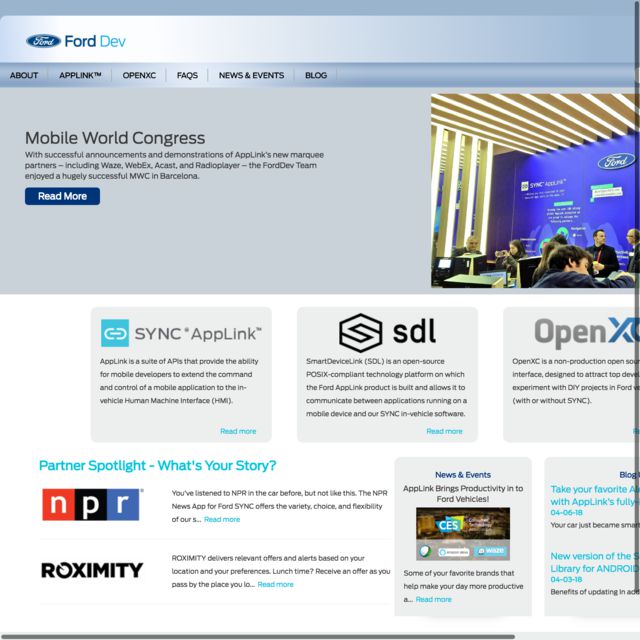 Ford Ford Dev
ABOUT APPLINK™ OPENXC FAQS NEWS & EVENTS BLOG
Mobile World Congress
With successful announcements and demonstrations of AppLink's new marquee
partners – including Waze, WebEx, Acast, and Radioplayer – the FordDev Team
enjoyed a hugely successful MWC in Barcelona.
Read More
Ford
SYNC AppLink
SYNC® AppLink™
AppLink is a suite of APIs that provide the ability
for mobile developers to extend the command
and control of a mobile application to the in-
vehicle Human Machine Interface (HMI).
Read more
sdl
SmartDeviceLink (SDL) is an open-source
POSIX-compliant technology platform on which
the Ford AppLink product is built and allows it to
communicate between applications running on a
mobile device and our SYNC in-vehicle software.
Read more
OpenXC
OpenXC is a non-production open sour
interface, designed to attract top devel
experiment with DIY projects in Ford ve
(with or without SYNC).
Partner Spotlight - What's Your Story?
npr
You've listened to NPR in the car before, but not like this. The NPR
News App for Ford SYNC offers the variety, choice, and flexibility
of our s... Read more
ROXIMITY
ROXIMITY delivers relevant offers and alerts based on your
location and your preferences. Lunch time? Receive an offer as you
pass by the place you lo... Read more
News & Events
AppLink Brings Productivity in to
Ford Vehicles!
CES
waze
Some of your favorite brands that
help make your day more productive
a... Read more
Blog
Take your favorite
with AppLink's fully-
04-06-18
Your car just became smart
New version of the S
Library for ANDROID
04-03-18
Benefits of updating In add